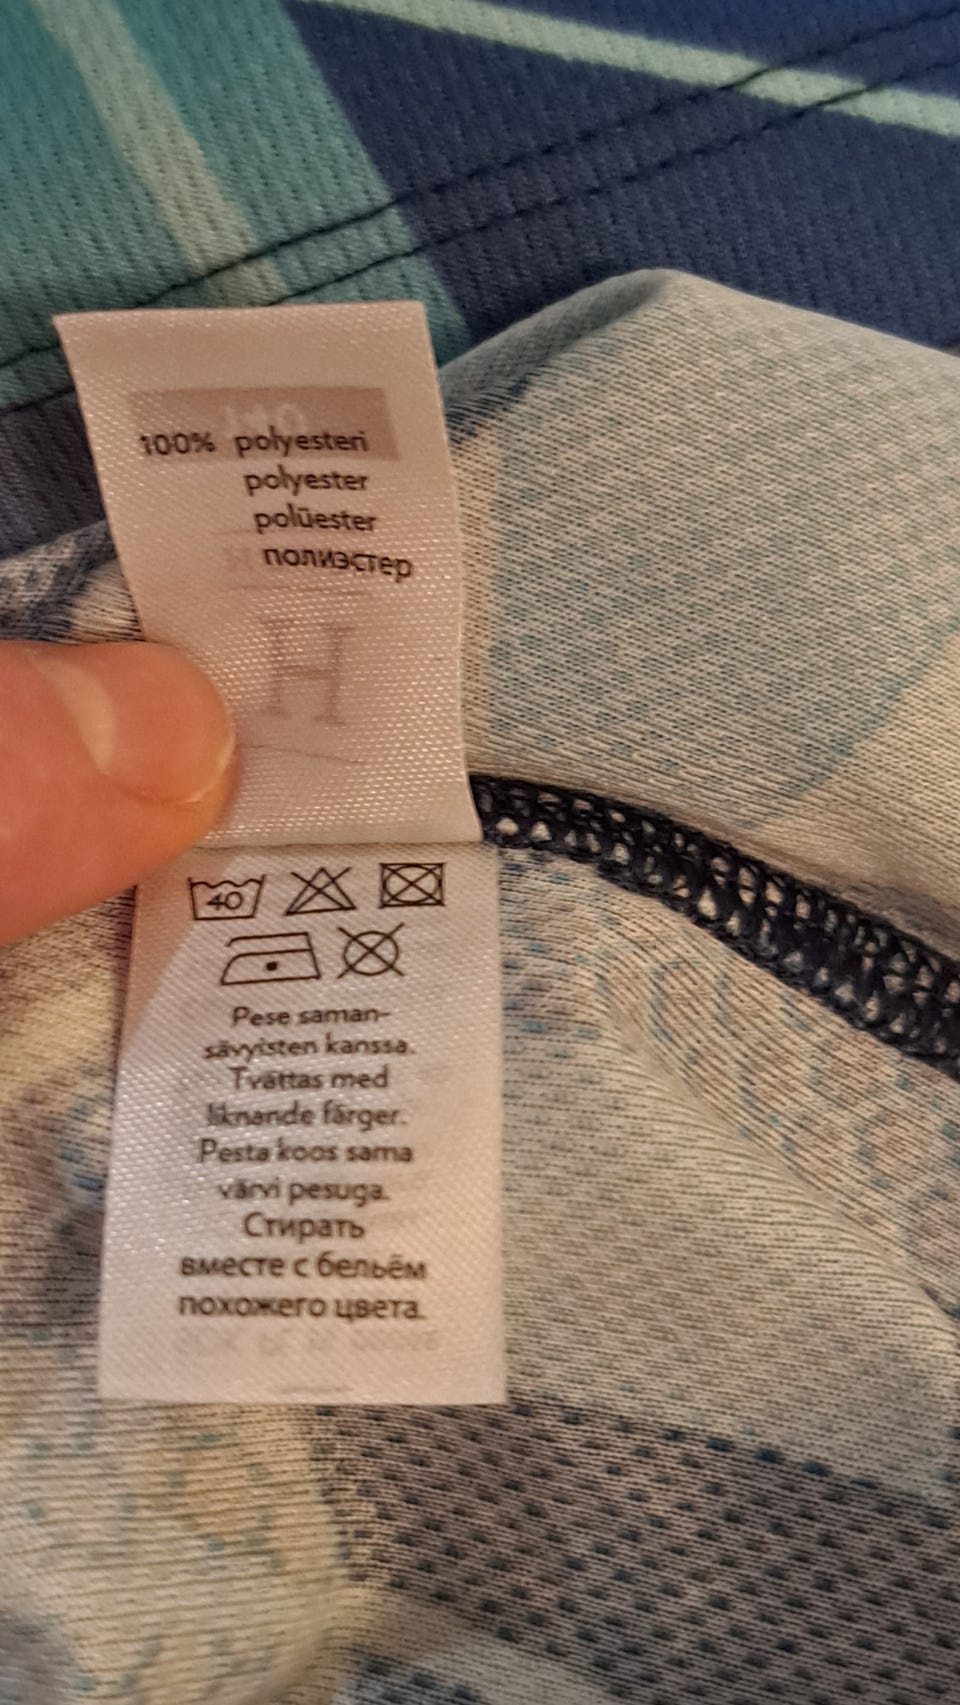 100% polyesteri
polyester
polüester
полиэстер
H
40
Pese saman-
sävyisten kanssa.
Tvättas med
liknande färger.
Pesta koos sama
värvi pesuga.
Стирать
вместе с бельём
похожего цвета.